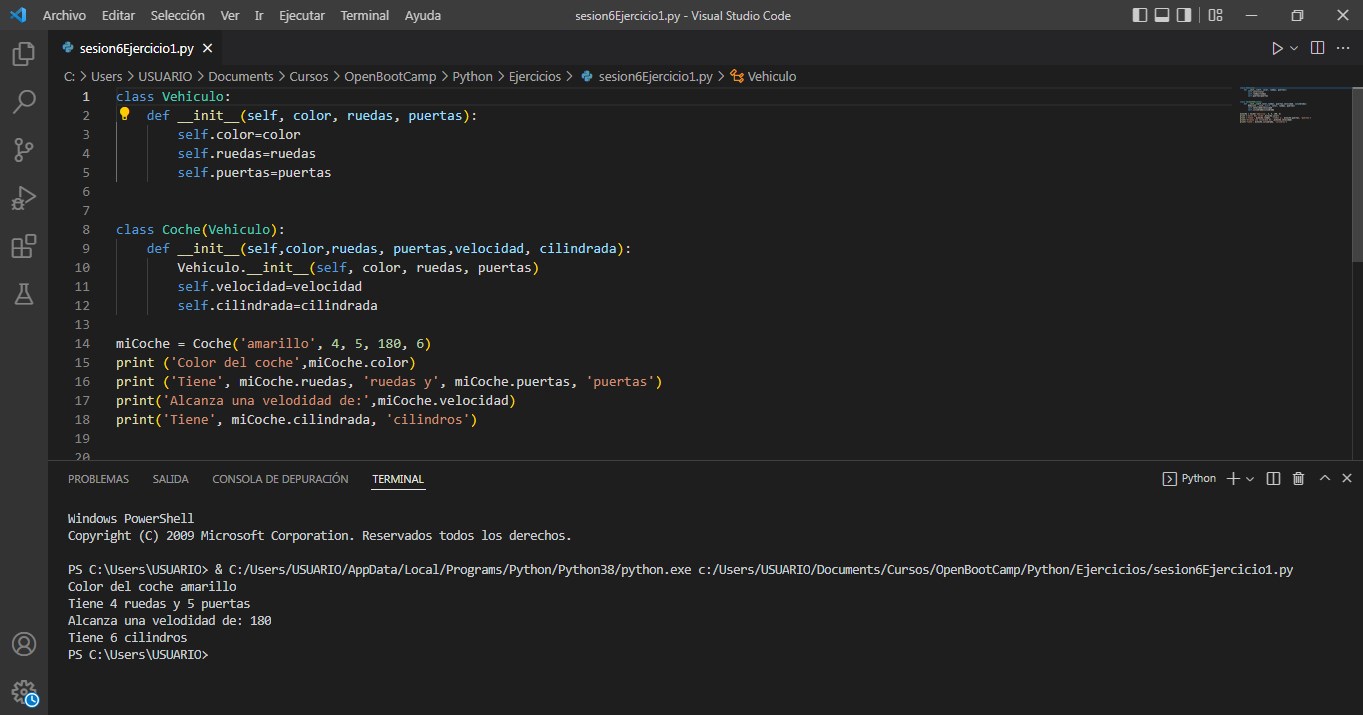 Archivo Editar Selección Ver Ir Ejecutar Terminal Ayuda sesion6Ejercicio1.py - Visual Studio Code
sesion6Ejercicio1.py
C: > Users > USUARIO > Documents > Cursos > OpenBootCamp > Python > Ejercicios > sesion6Ejercicio1.py > Vehiculo
1 class Vehiculo:
2     def __init__(self, color, ruedas, puertas):
3         self.color=color
4         self.ruedas=ruedas
5         self.puertas=puertas
6
7
8 class Coche(Vehiculo):
9     def __init__(self,color,ruedas, puertas,velocidad, cilindrada):
10         Vehiculo.__init__(self, color, ruedas, puertas)
11         self.velocidad=velocidad
12         self.cilindrada=cilindrada
13
14 miCoche = Coche('amarillo', 4, 5, 180, 6)
15 print ('Color del coche',miCoche.color)
16 print ('Tiene', miCoche.ruedas, 'ruedas y', miCoche.puertas, 'puertas')
17 print('Alcanza una velodidad de:',miCoche.velocidad)
18 print('Tiene', miCoche.cilindrada, 'cilindros')
19
20
PROBLEMAS SALIDA CONSOLA DE DEPURACIÓN TERMINAL Python
Windows PowerShell
Copyright (C) 2009 Microsoft Corporation. Reservados todos los derechos.
PS C:\Users\USUARIO> & C:/Users/USUARIO/AppData/Local/Programs/Python/Python38/python.exe c:/Users/USUARIO/Documents/Cursos/OpenBootCamp/Python/Ejercicios/sesion6Ejercicio1.py
Color del coche amarillo
Tiene 4 ruedas y 5 puertas
Alcanza una velodidad de: 180
Tiene 6 cilindros
PS C:\Users\USUARIO>